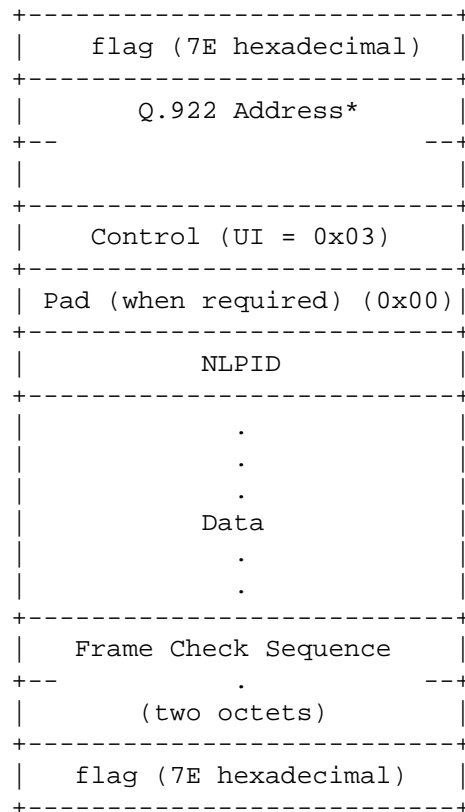 +---------------------------+
|    flag (7E hexadecimal)  |
+---------------------------+
|       Q.922 Address*      |
+--                       --+
|                           |
+---------------------------+
|    Control (UI = 0x03)    |
+---------------------------+
| Pad (when required) (0x00)|
+---------------------------+
|           NLPID           |
+---------------------------+
|             .             |
|             .             |
|             .             |
|           Data            |
|             .             |
|             .             |
+---------------------------+
|   Frame Check Sequence    |
+--           .           --+
|       (two octets)        |
+---------------------------+
|   flag (7E hexadecimal)   |
+---------------------------+